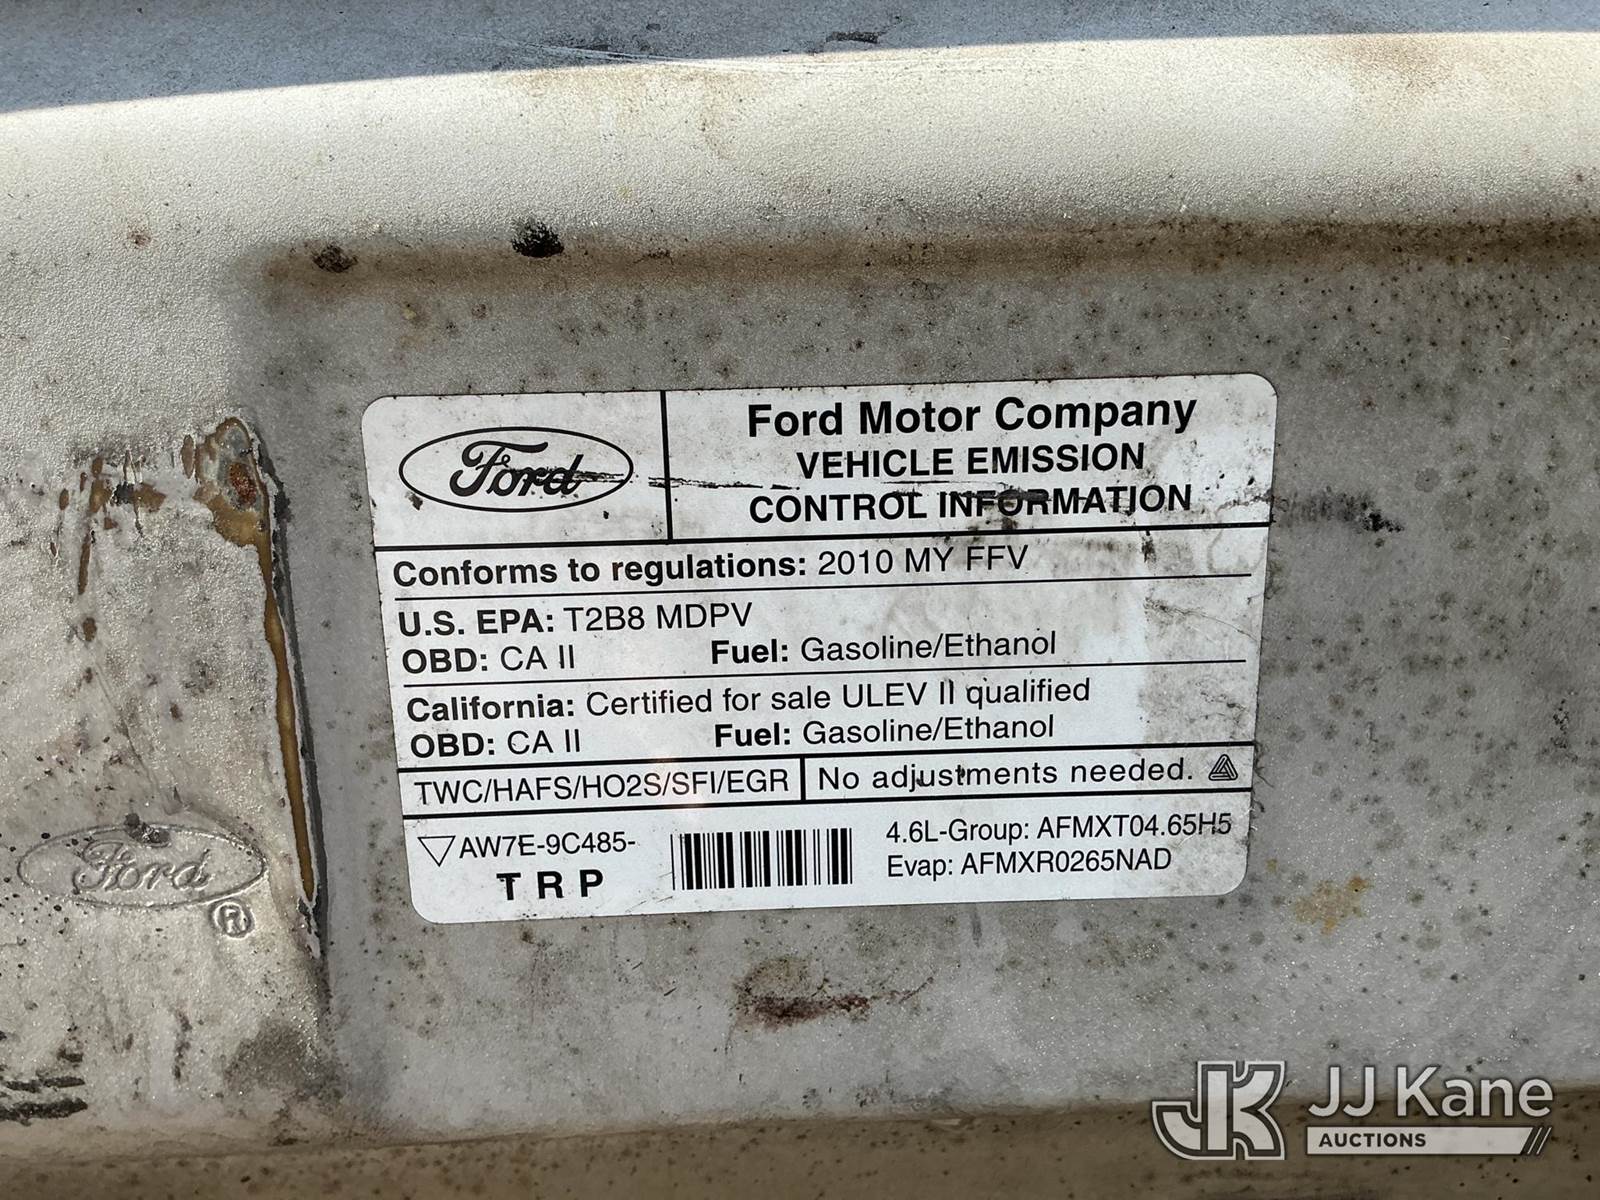 Ford
Ford Motor Company
VEHICLE EMISSION
CONTROL INFORMATION
Conforms to regulations: 2010 MY FFV
U.S. EPA: T2B8 MDPV
OBD: CA II Fuel: Gasoline/Ethanol
California: Certified for sale ULEV II qualified
OBD: CA II Fuel: Gasoline/Ethanol
TWC/HAFS/HO2S/SFI/EGR No adjustments needed.
AW7E-9C485-
TRP
4.6L-Group: AFMXT04.65H5
Evap: AFMXR0265NAD
Ford
®
JK JJ Kane
AUCTIONS